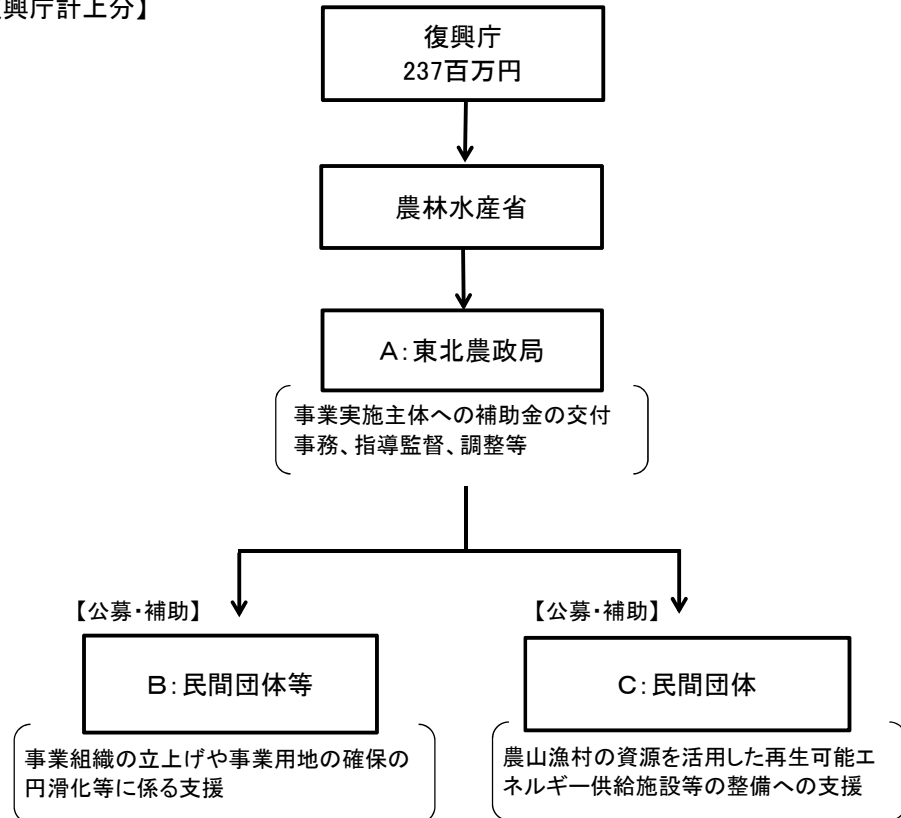 興庁計上分】
復興庁
237百万円
農林水産省
A:東北農政局
事業実施主体への補助金の交付
事務、指導監督、調整等
【公募・補助】
【公募・補助】
B:民間団体等
C:民間団体
事業組織の立上げや事業用地の確保の
円滑化等に係る支援
農山漁村の資源を活用した再生可能エ
ネルギー供給施設等の整備への支援